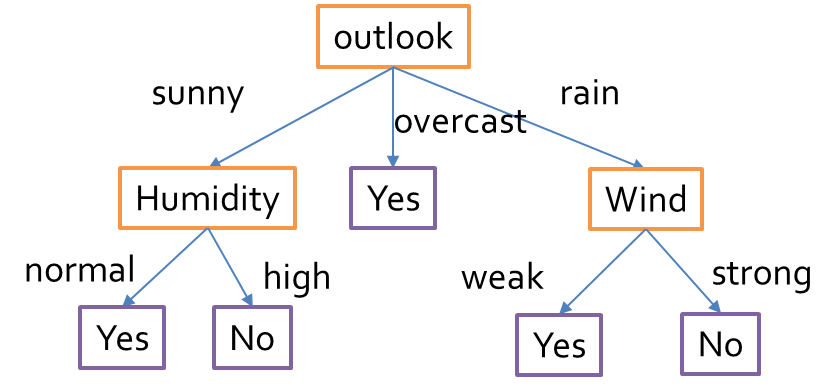 outlook
sunny
rain
overcast
Humidity
Yes
Wind
normal
high
weak
strong
Yes
No
Yes
No